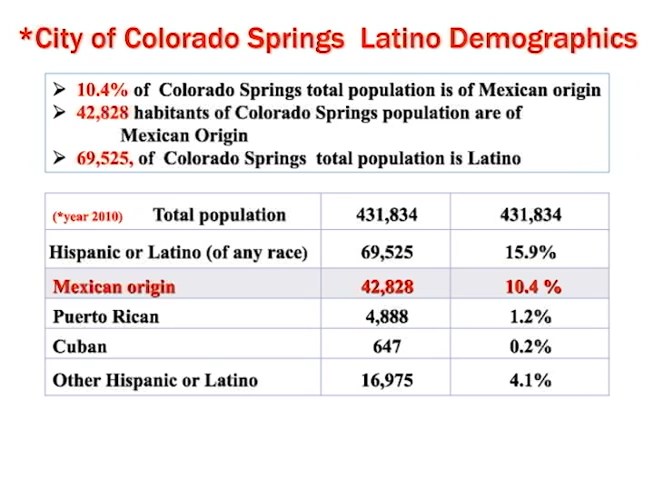 *City of Colorado Springs Latino Demographics
➢ 10.4% of Colorado Springs total population is of Mexican origin
➢ 42,828 habitants of Colorado Springs population are of
Mexican Origin
➢ 69,525, of Colorado Springs total population is Latino
(*year 2010) Total population 431,834 431,834
Hispanic or Latino (of any race) 69,525 15.9%
Mexican origin 42,828 10.4 %
Puerto Rican 4,888 1.2%
Cuban 647 0.2%
Other Hispanic or Latino 16,975 4.1%